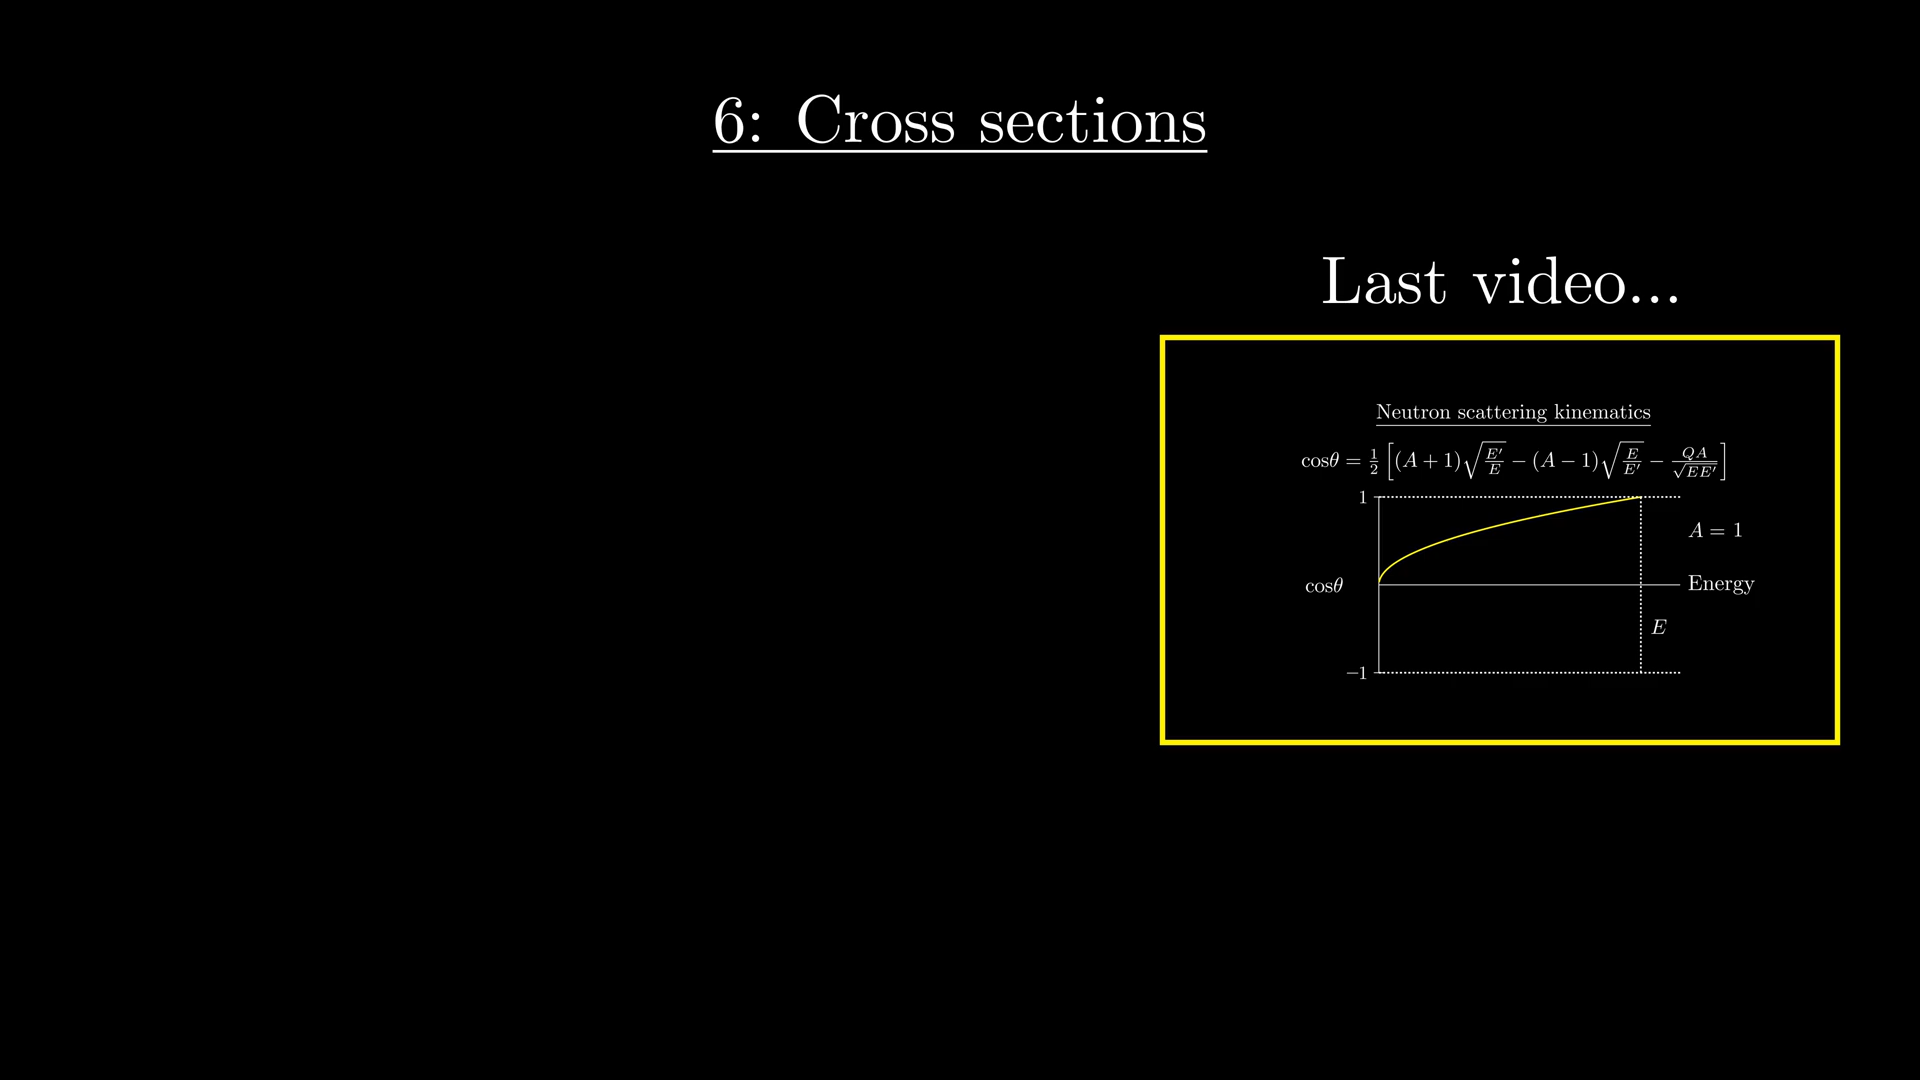 6: Cross sections
Last video...
Neutron scattering kinematics
cosθ = 1/2 [(A + 1)√(E′/E) − (A − 1)√(E/E′) − QA/√(EE′)]
1
A = 1
cosθ
Energy
E
−1